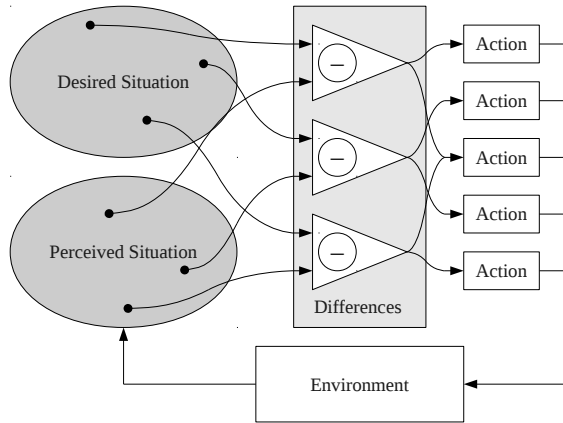 Desired Situation
Perceived Situation
−
−
−
Differences
Action
Action
Action
Action
Action
Environment